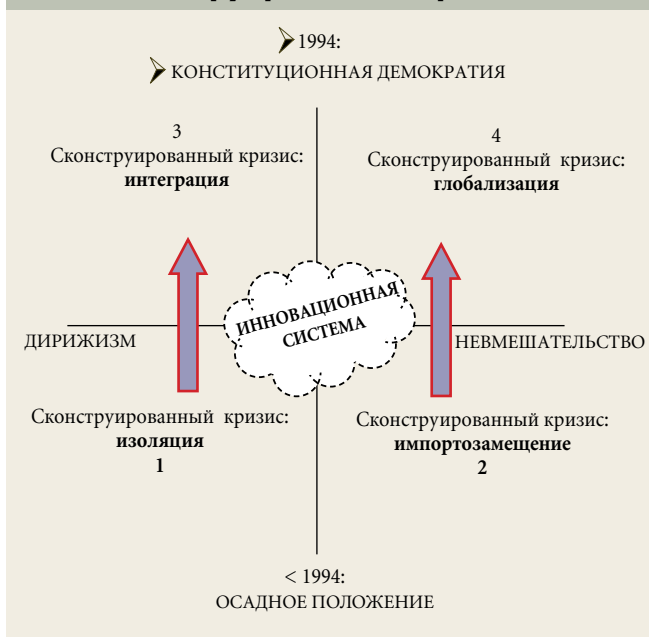 1994:
КОНСТИТУЦИОННАЯ ДЕМОКРАТИЯ
3
Сконструированный кризис:
интеграция
4
Сконструированный кризис:
глобализация
ИННОВАЦИОННАЯ
СИСТЕМА
ДИРИЖИЗМ
НЕВМЕШАТЕЛЬСТВО
Сконструированный кризис:
изоляция
1
Сконструированный кризис:
импортозамещение
2
< 1994:
ОСАДНОЕ ПОЛОЖЕНИЕ